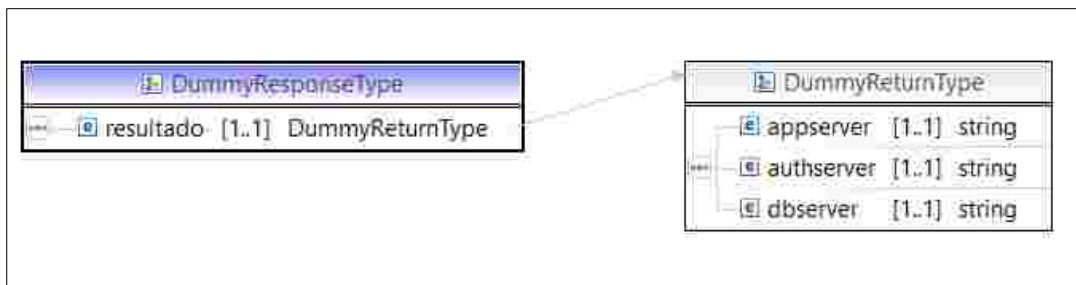 DummyResponseType
resultado [1..1] DummyReturnType
DummyReturnType
appserver [1..1] string
authserver [1..1] string
dbserver [1..1] string